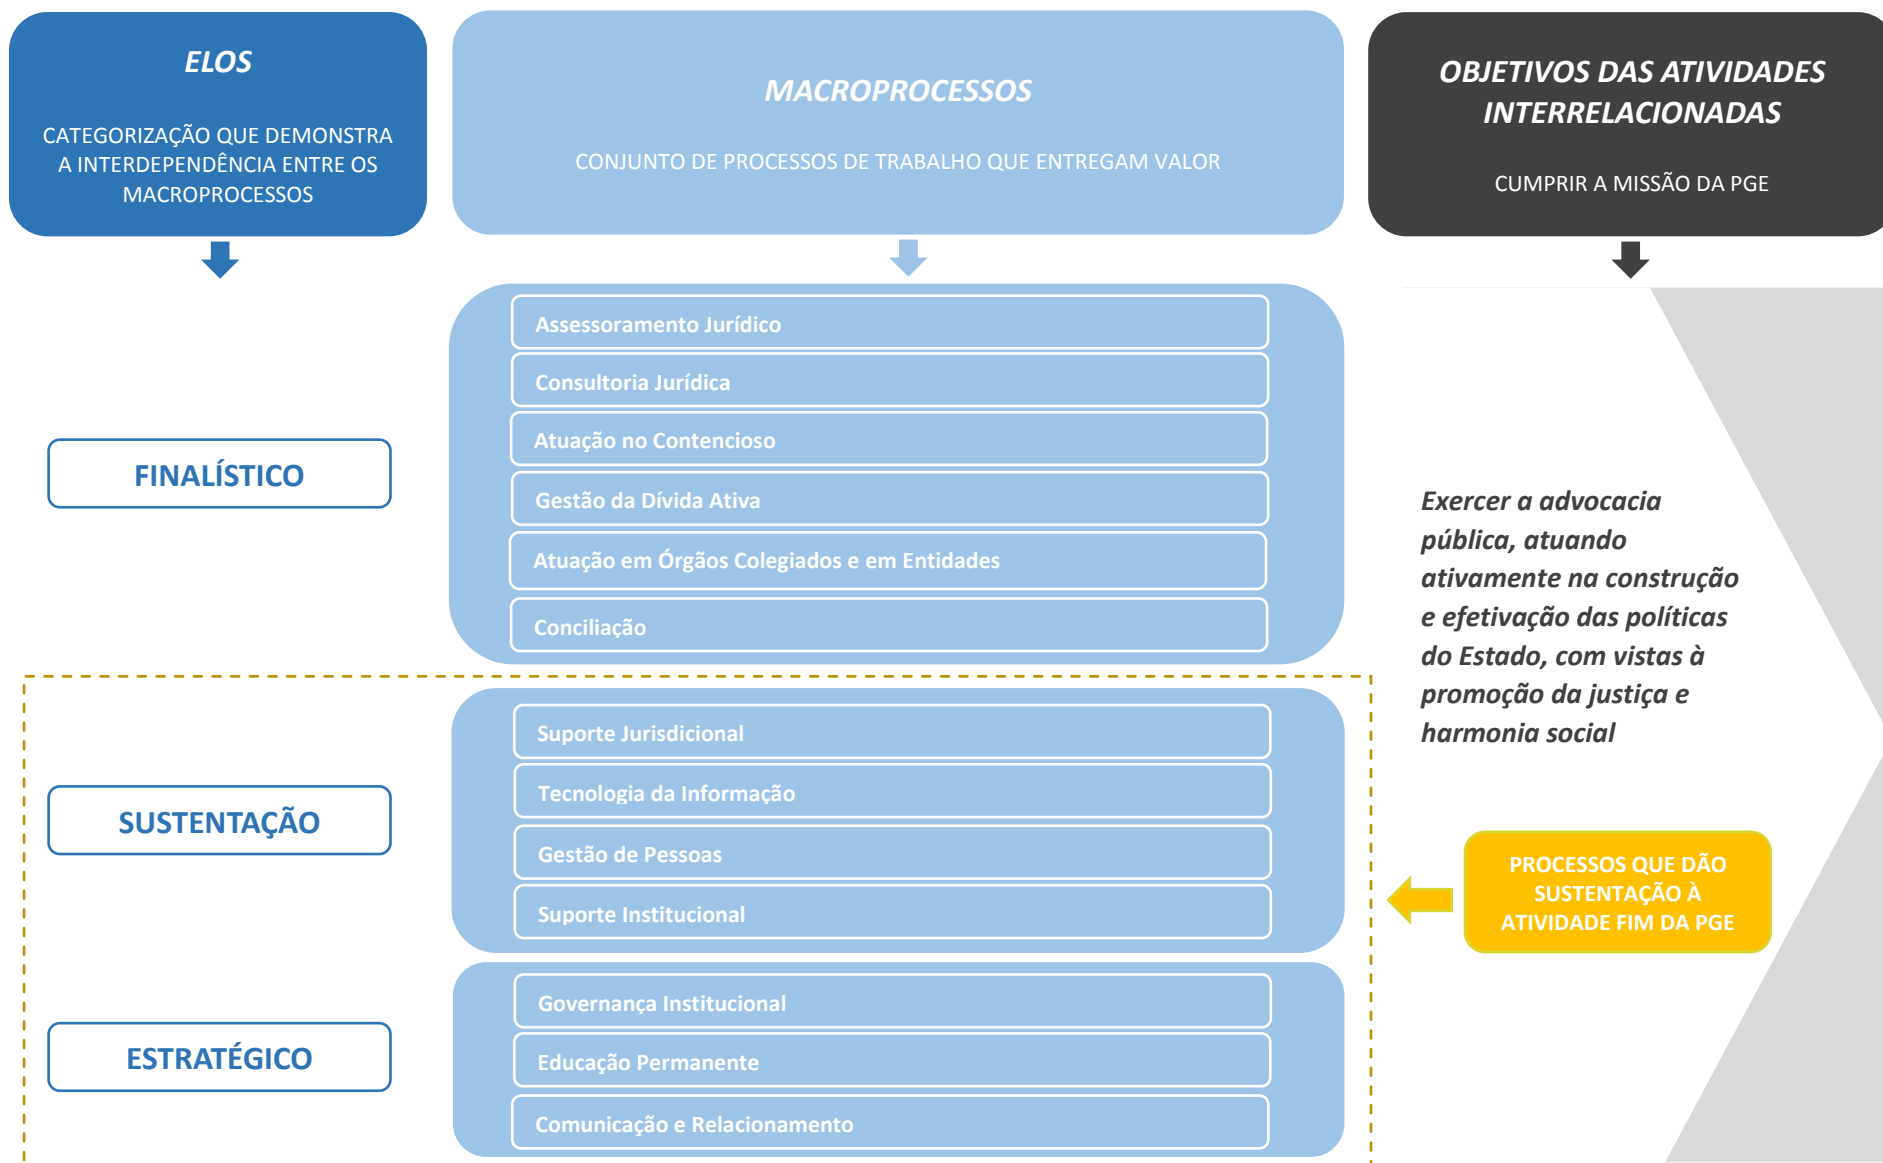 ELOS
CATEGORIZAÇÃO QUE DEMONSTRA
A INTERDEPENDÊNCIA ENTRE OS
MACROPROCESSOS
MACROPROCESSOS
CONJUNTO DE PROCESSOS DE TRABALHO QUE ENTREGAM VALOR
OBJETIVOS DAS ATIVIDADES
INTERRELACIONADAS
CUMPRIR A MISSÃO DA PGE
FINALÍSTICO
Assessoramento Jurídico
Consultoria Jurídica
Atuação no Contencioso
Gestão da Dívida Ativa
Atuação em Órgãos Colegiados e em Entidades
Conciliação
SUSTENTAÇÃO
Suporte Jurisdicional
Tecnologia da Informação
Gestão de Pessoas
Suporte Institucional
ESTRATÉGICO
Governança Institucional
Educação Permanente
Comunicação e Relacionamento
Exercer a advocacia
pública, atuando
ativamente na construção
e efetivação das políticas
do Estado, com vistas à
promoção da justiça e
harmonia social
PROCESSOS QUE DÃO
SUSTENTAÇÃO À
ATIVIDADE FIM DA PGE